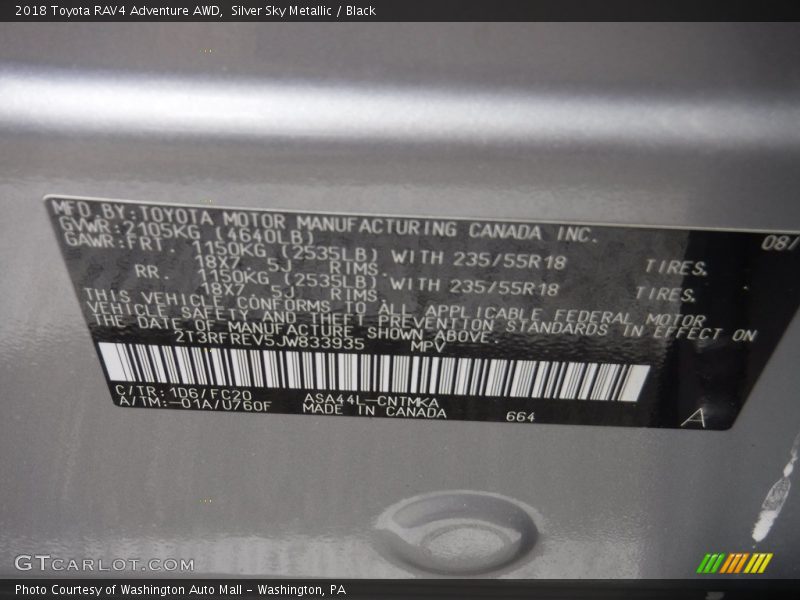 2018 Toyota RAV4 Adventure AWD, Silver Sky Metallic / Black
MFD BY: TOYOTA MOTOR MANUFACTURING CANADA INC. 08/
GVWR: 2105KG (4640LB)
GAWR: FRT. 1150KG (2535LB) WITH 235/55R18 TIRES.
18X7. 5J RIMS.
RR. 1150KG (2535LB) WITH 235/55R18 TIRES.
18X7. 5J RIMS.
THIS VEHICLE CONFORMS TO ALL APPLICABLE FEDERAL MOTOR
VEHICLE SAFETY AND THEFT PREVENTION STANDARDS IN EFFECT ON
THE DATE OF MANUFACTURE SHOWN ABOVE.
2T3RFREV5JW833935 MPV
C/TR: 1D6/FC20 ASA44L-CNTMKA
A/TM: -01A/U760F MADE IN CANADA 664 A
GTCARLOT.COM
Photo Courtesy of Washington Auto Mall - Washington, PA